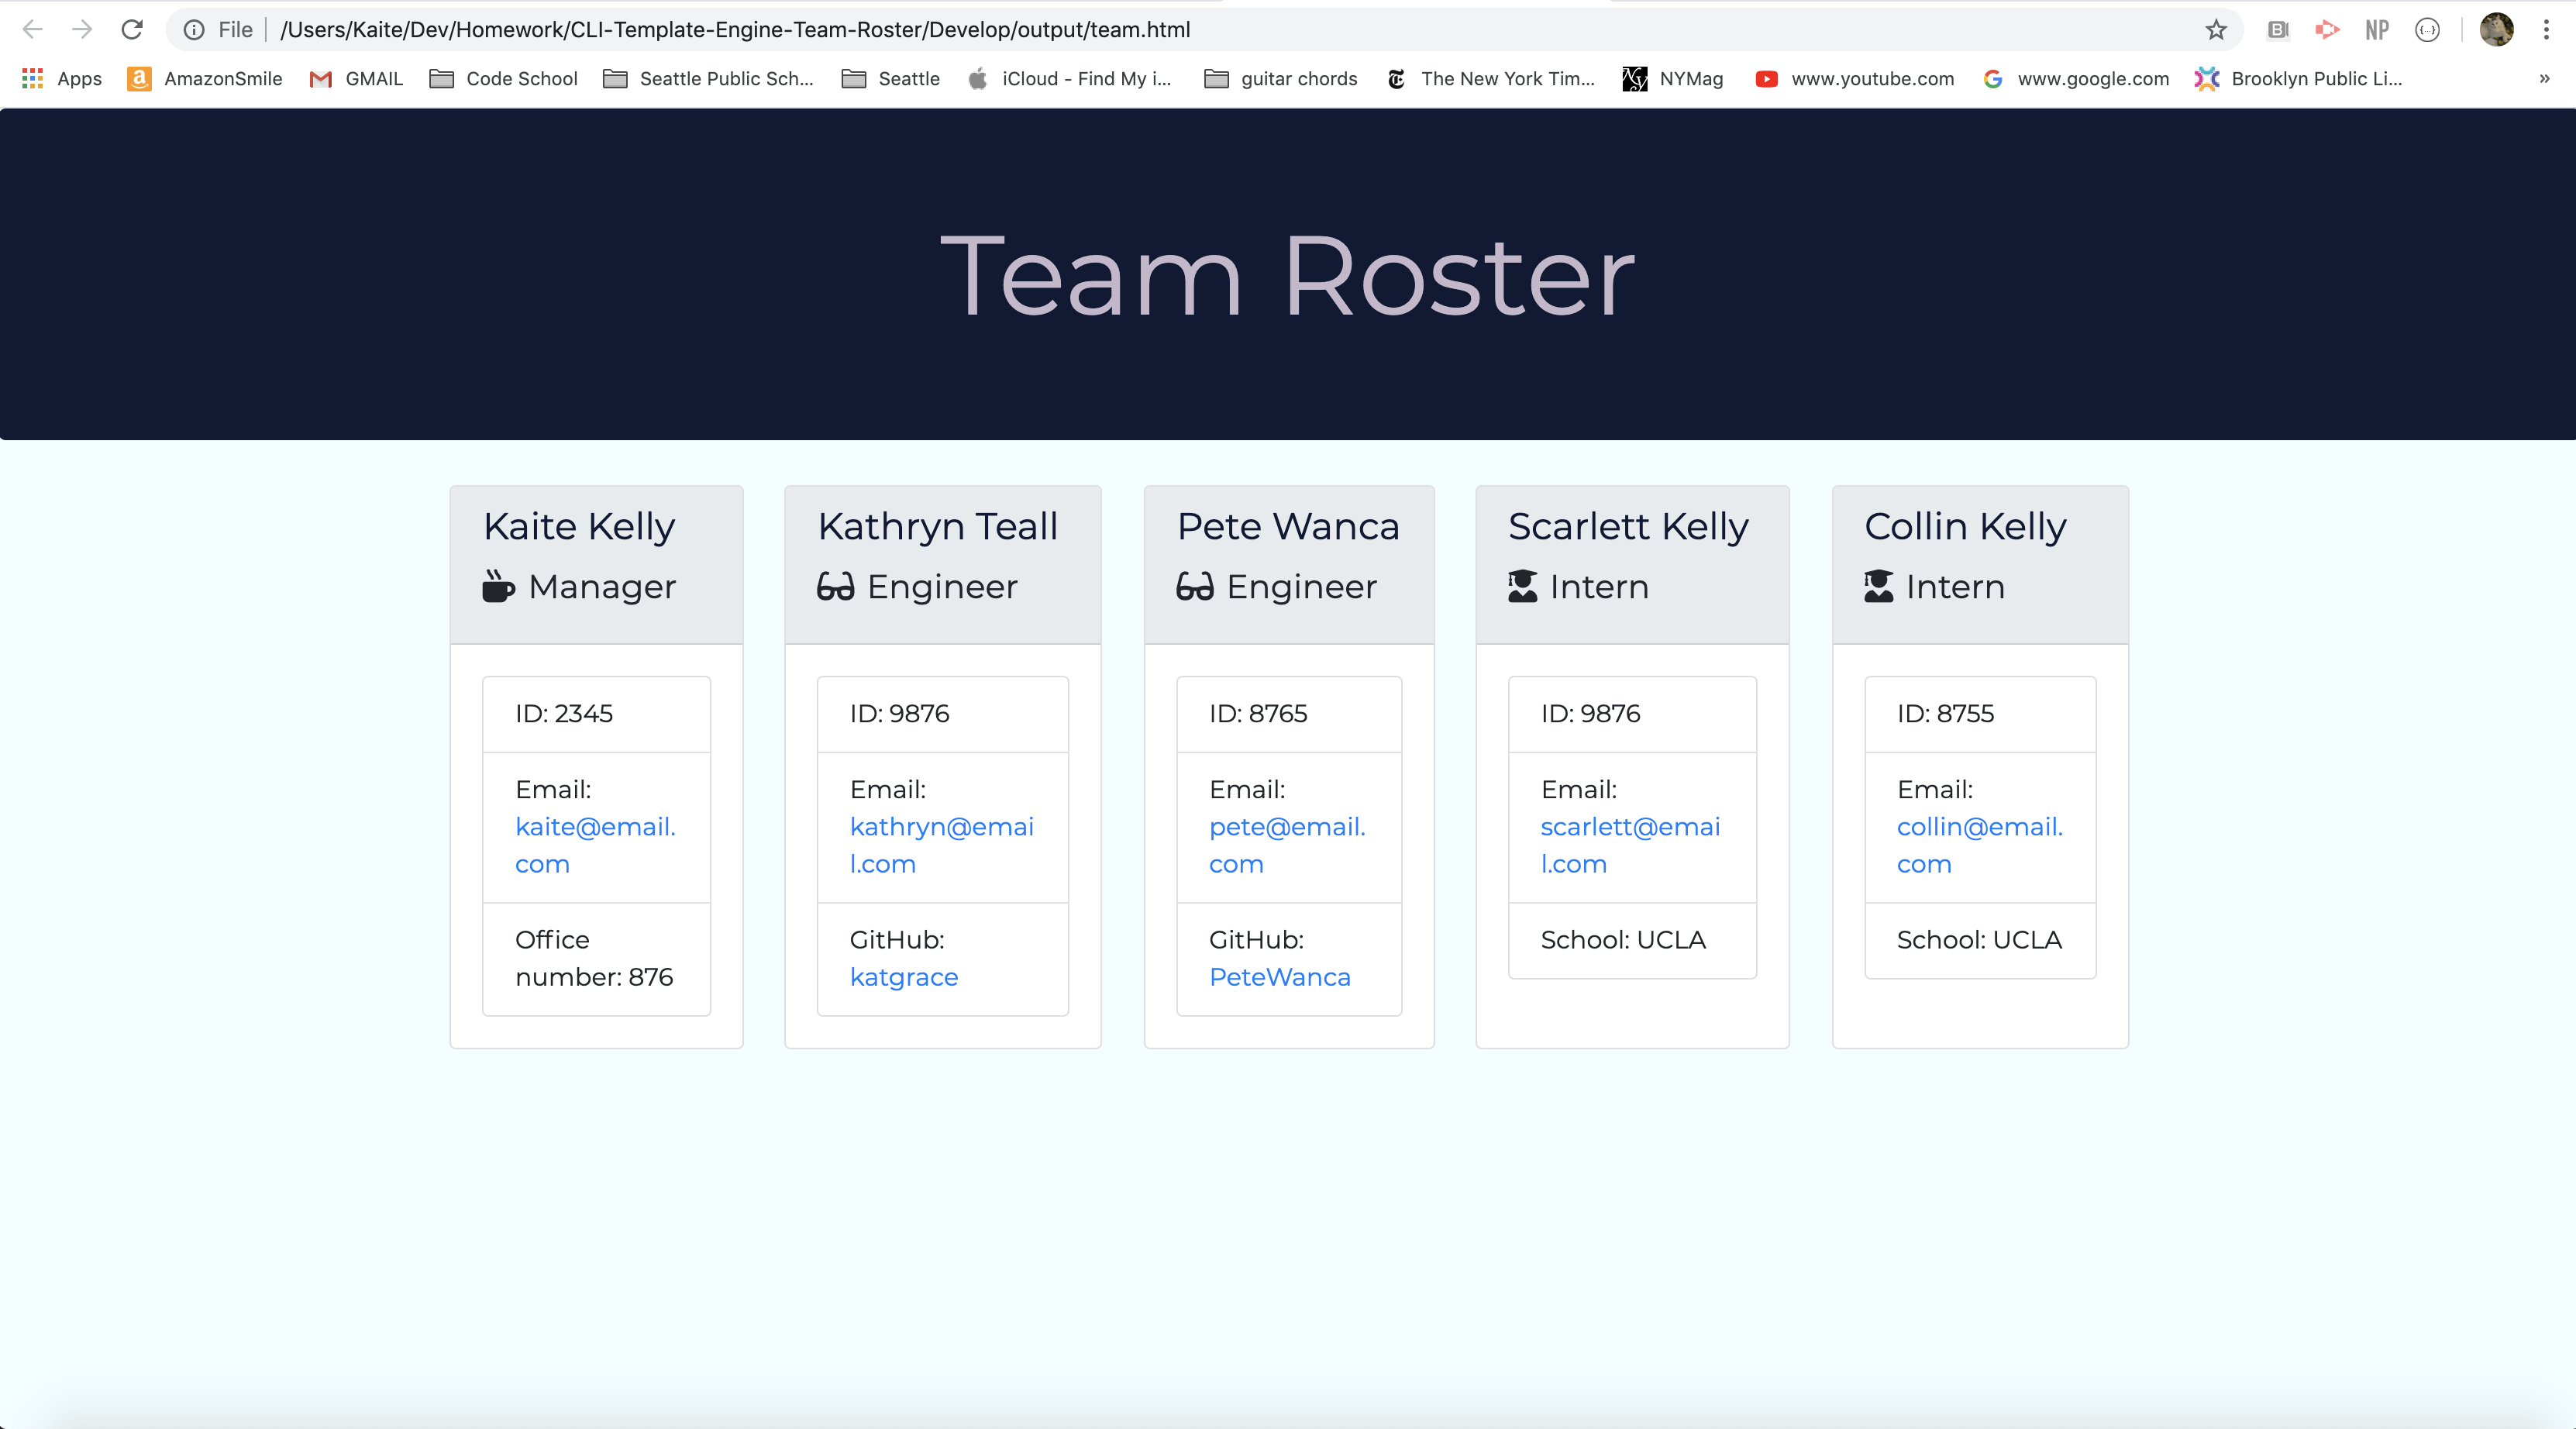 File /Users/Kaite/Dev/Homework/CLI-Template-Engine-Team-Roster/Develop/output/team.html NP
Apps AmazonSmile GMAIL Code School Seattle Public Sch... Seattle iCloud - Find My i... guitar chords The New York Tim... NYMag www.youtube.com www.google.com Brooklyn Public Li... »
Team Roster
Kaite Kelly
Manager
ID: 2345
Email:
kaite@email.
com
Office
number: 876
Kathryn Teall
Engineer
ID: 9876
Email:
kathryn@emai
l.com
GitHub:
katgrace
Pete Wanca
Engineer
ID: 8765
Email:
pete@email.
com
GitHub:
PeteWanca
Scarlett Kelly
Intern
ID: 9876
Email:
scarlett@emai
l.com
School: UCLA
Collin Kelly
Intern
ID: 8755
Email:
collin@email.
com
School: UCLA